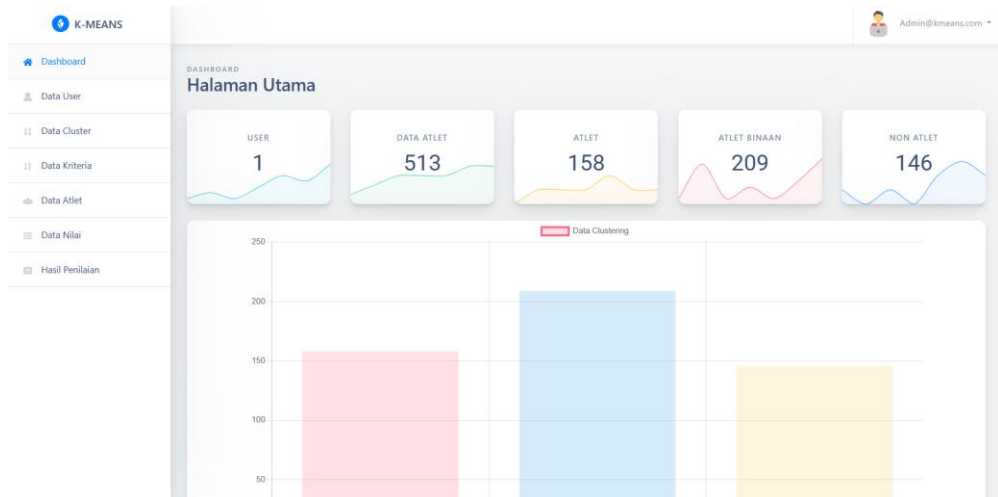 K-MEANS
Admin@kmeans.com
Dashboard
Data User
Data Cluster
Data Kriteria
Data Atlet
Data Nilai
Hasil Penilaian
DASHBOARD
Halaman Utama
USER
1
DATA ATLET
513
ATLET
158
ATLET BINAAN
209
NON ATLET
146
Data Clustering
250
200
150
100
50